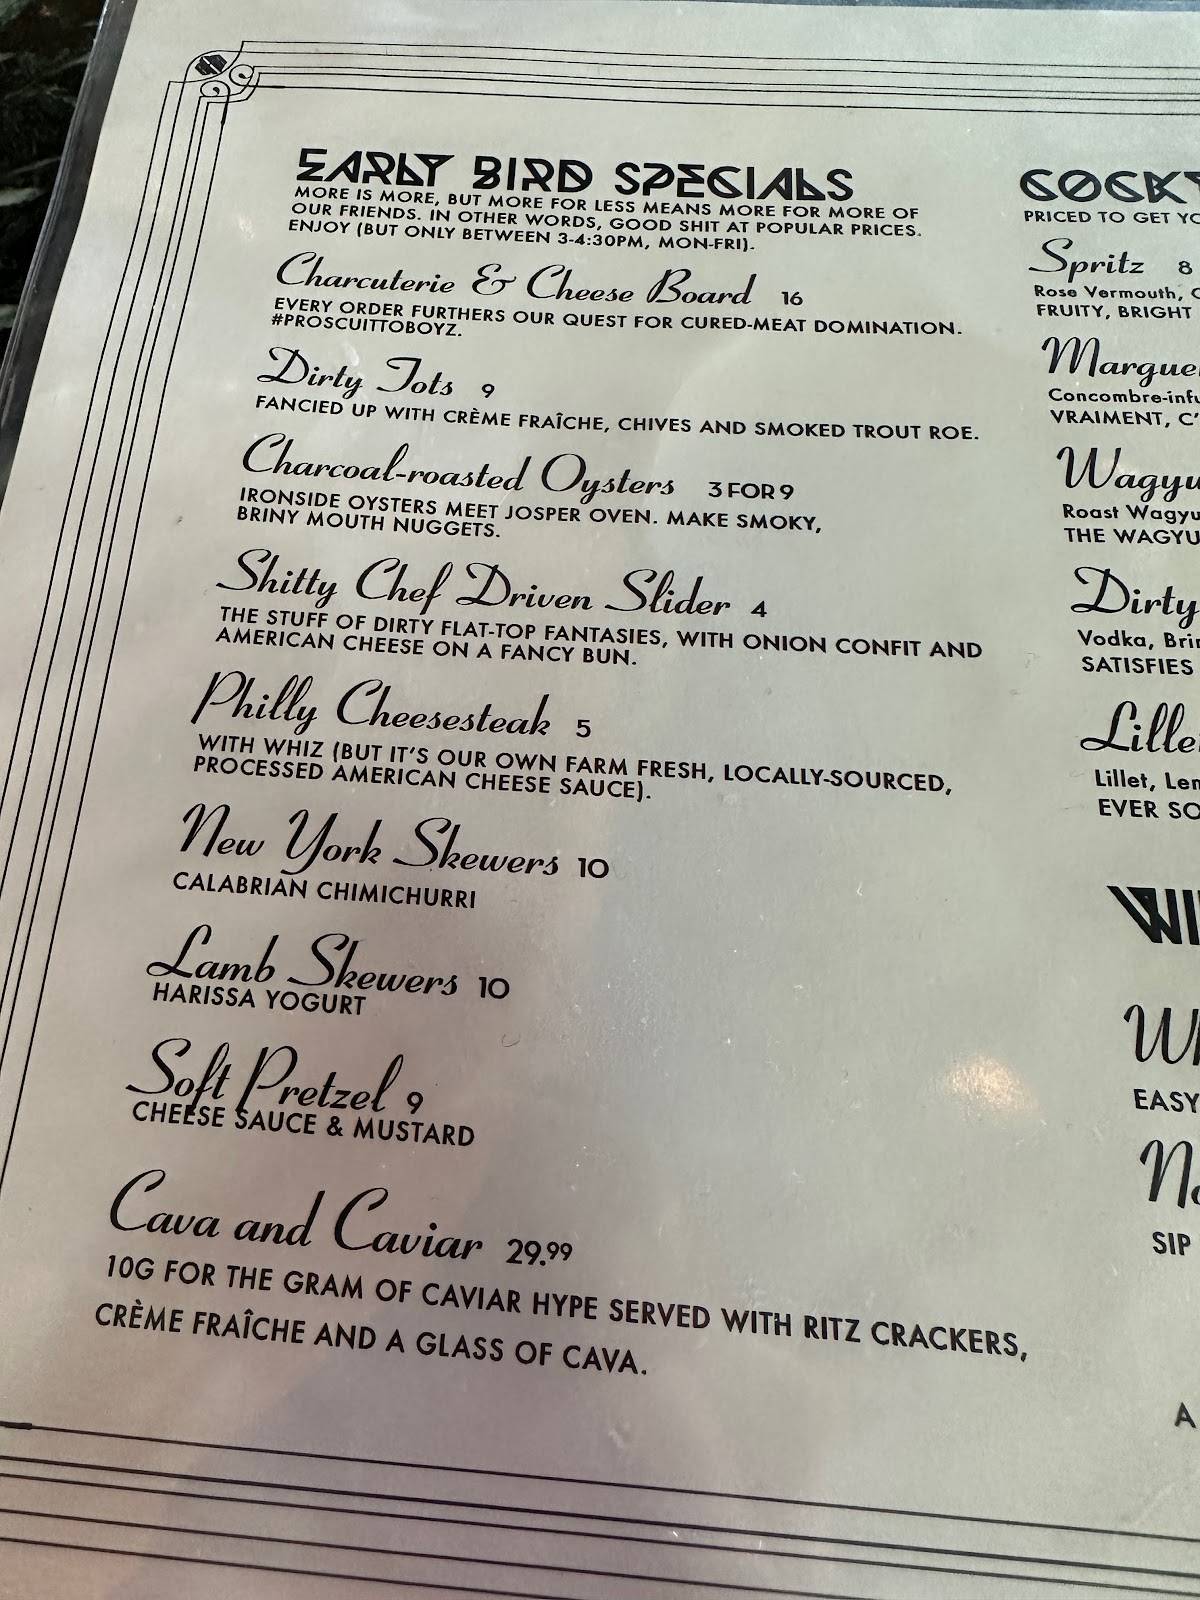 EARLY BIRD SPECIALS
MORE IS MORE, BUT MORE FOR LESS MEANS MORE FOR MORE OF
OUR FRIENDS. IN OTHER WORDS, GOOD SHIT AT POPULAR PRICES.
ENJOY (BUT ONLY BETWEEN 3-4:30PM, MON-FRI).
Charcuterie & Cheese Board 16
EVERY ORDER FURTHERS OUR QUEST FOR CURED-MEAT DOMINATION.
#PROSCUITTOBOYZ.
Dirty Tots 9
FANCIED UP WITH CRÈME FRAÎCHE, CHIVES AND SMOKED TROUT ROE.
Charcoal-roasted Oysters 3 FOR 9
IRONSIDE OYSTERS MEET JOSPER OVEN. MAKE SMOKY,
BRINY MOUTH NUGGETS.
Shitty Chef Driven Slider 4
THE STUFF OF DIRTY FLAT-TOP FANTASIES, WITH ONION CONFIT AND
AMERICAN CHEESE ON A FANCY BUN.
Philly Cheesesteak 5
WITH WHIZ (BUT IT'S OUR OWN FARM FRESH, LOCALLY-SOURCED,
PROCESSED AMERICAN CHEESE SAUCE).
New York Skewers 10
CALABRIAN CHIMICHURRI
Lamb Skewers 10
HARISSA YOGURT
Soft Pretzel 9
CHEESE SAUCE & MUSTARD
Cava and Caviar 29.99
10G FOR THE GRAM OF CAVIAR HYPE SERVED WITH RITZ CRACKERS,
CRÈME FRAÎCHE AND A GLASS OF CAVA.
PRICED TO GET
Spritz 8
Rose Vermouth,
FRUITY, BRIGHT
Roast Wagyu
THE WAGYU
Dirty
Vodka,
SATISFIES
Lillet,
EVER
EASY
SIP
A